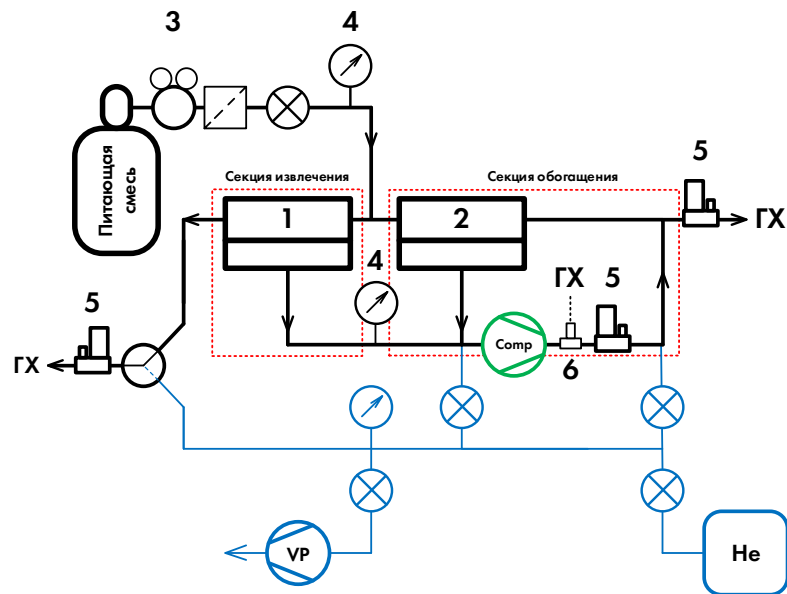 3
4
Питающая
смесь
Секция извлечения
Секция обогащения
5
1
2
ГХ
4
5
ГХ
5
ГХ
Comp
6
VP
He